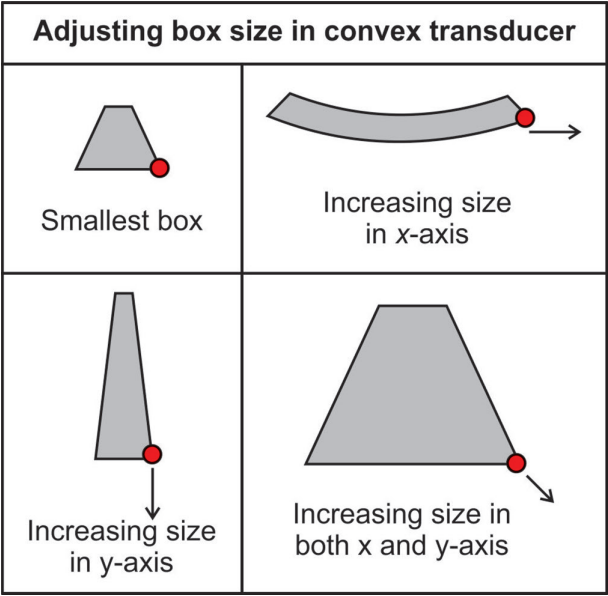 Adjusting box size in convex transducer
Smallest box
Increasing size
in x-axis
Increasing size
in y-axis
Increasing size in
both x and y-axis